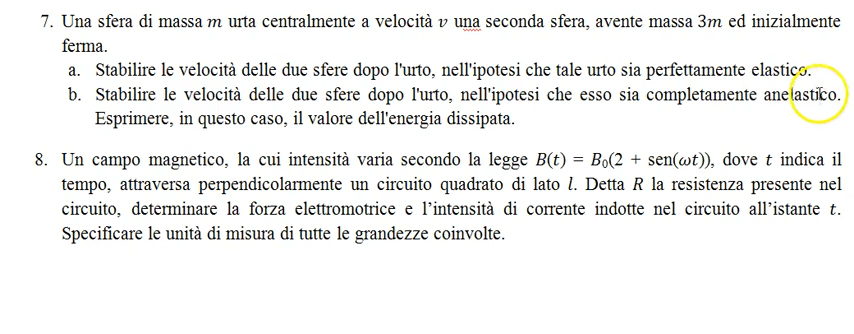 7. Una sfera di massa m urta centralmente a velocità v una seconda sfera, avente massa 3m ed inizialmente
ferma.
a. Stabilire le velocità delle due sfere dopo l'urto, nell'ipotesi che tale urto sia perfettamente elastico.
b. Stabilire le velocità delle due sfere dopo l'urto, nell'ipotesi che esso sia completamente anelastico.
Esprimere, in questo caso, il valore dell'energia dissipata.
8. Un campo magnetico, la cui intensità varia secondo la legge B(t) = B₀(2 + sen(ωt)), dove t indica il
tempo, attraversa perpendicolarmente un circuito quadrato di lato l. Detta R la resistenza presente nel
circuito, determinare la forza elettromotrice e l’intensità di corrente indotte nel circuito all’istante t.
Specificare le unità di misura di tutte le grandezze coinvolte.